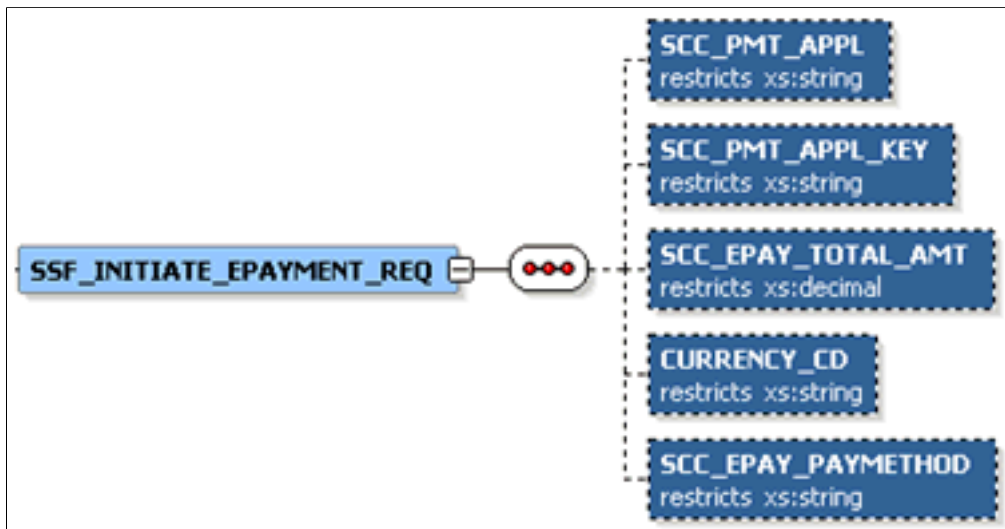 SCC_PMT_APPL
restricts xs:string
SCC_PMT_APPL_KEY
restricts xs:string
SSF_INITIATE_EPAYMENT_REQ
SCC_EPAY_TOTAL_AMT
restricts xs:decimal
CURRENCY_CD
restricts xs:string
SCC_EPAY_PAYMETHOD
restricts xs:string